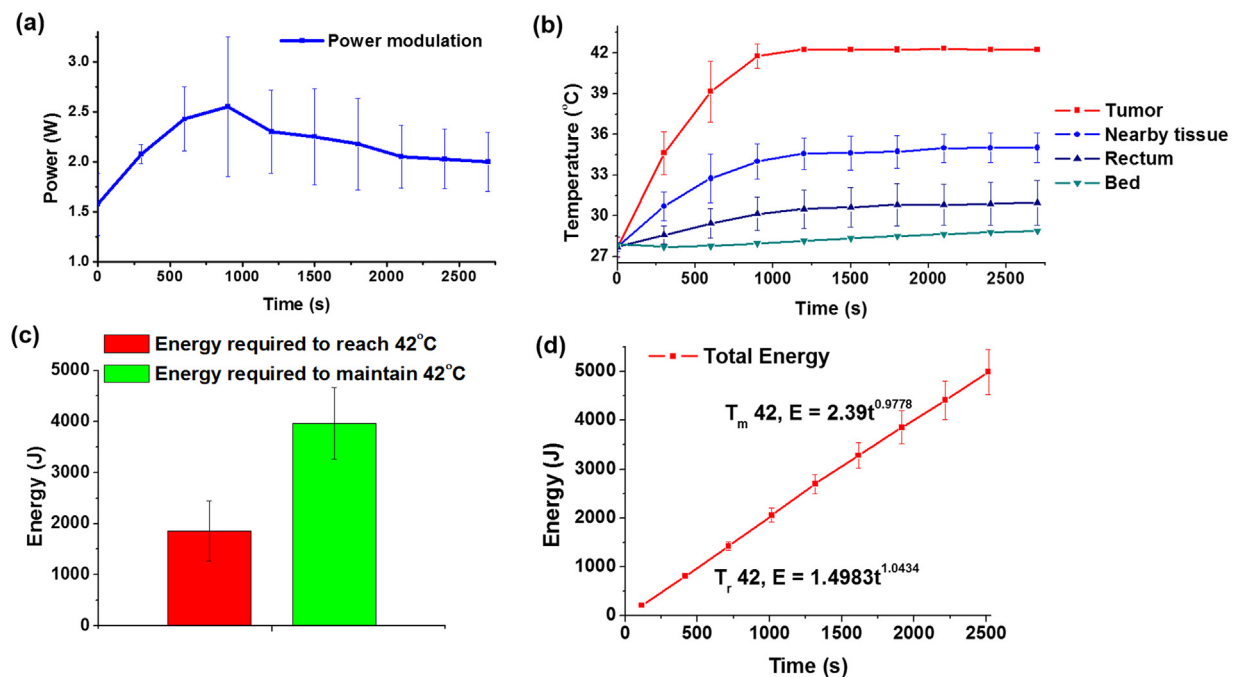 (a)
Power modulation
3.0
2.5
2.0
1.5
1.0
Power (W)
0 500 1000 1500 2000 2500
Time (s)
(b)
42
39
36
33
30
27
Temperature (°C)
0 500 1000 1500 2000 2500
Time (s)
Tumor
Nearby tissue
Rectum
Bed
(c)
Energy required to reach 42°C
Energy required to maintain 42°C
5000
4000
3000
2000
1000
0
Energy (J)
(d)
Total Energy
5000
4000
3000
2000
1000
0
Energy (J)
Tm 42, E = 2.39t^0.9778
Tr 42, E = 1.4983t^1.0434
0 500 1000 1500 2000 2500
Time (s)